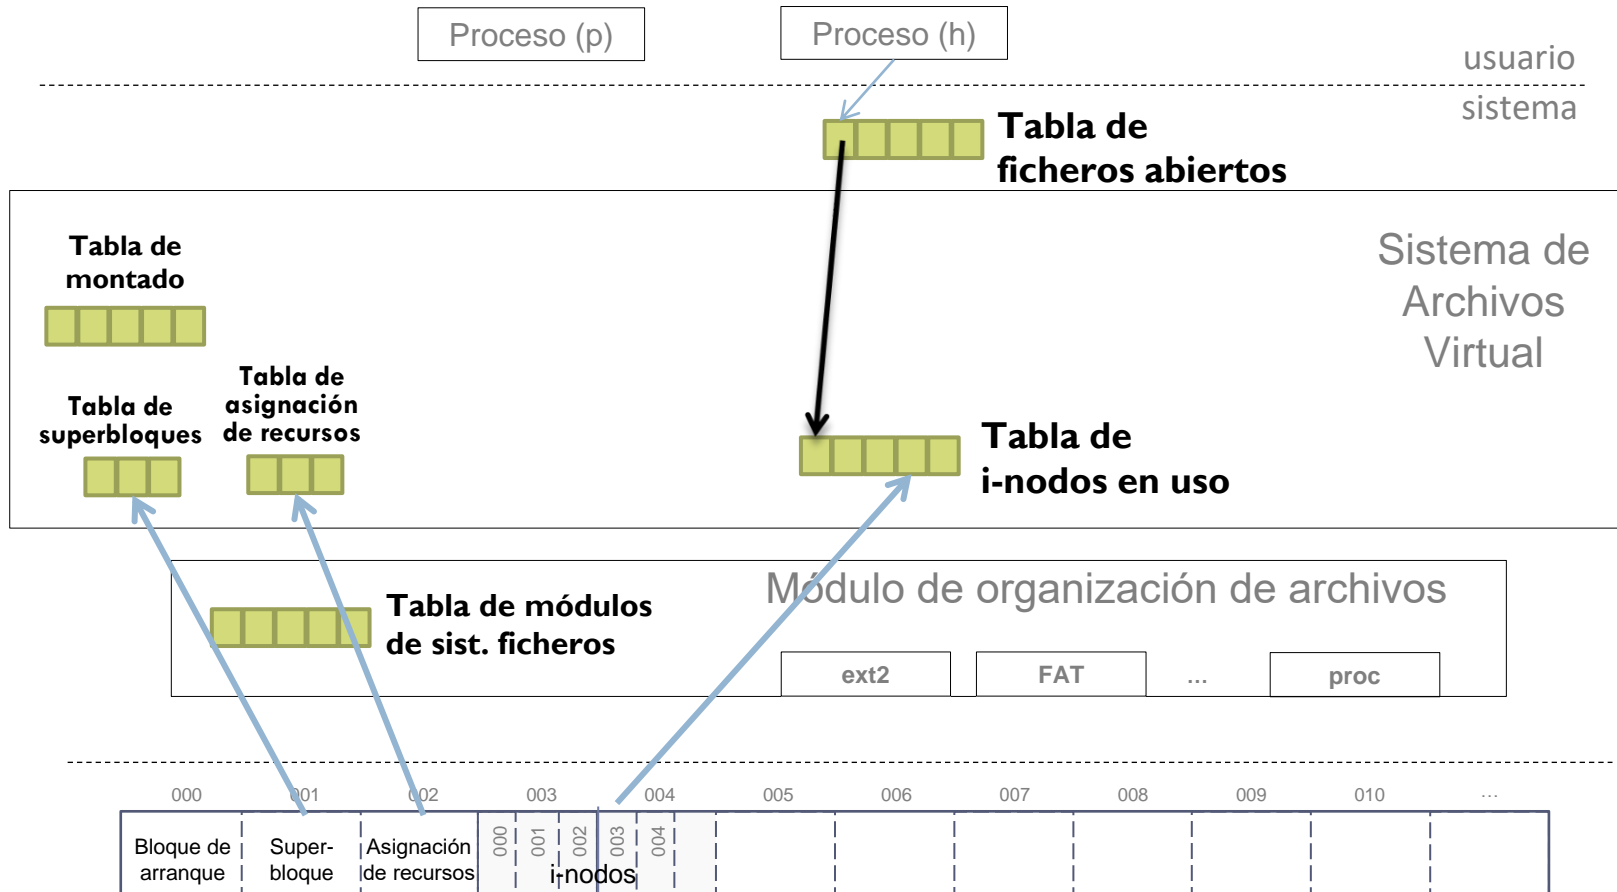 Proceso (p)
Proceso (h)
usuario
sistema
Tabla de
ficheros abiertos
Sistema de
Archivos
Virtual
Tabla de
montado
Tabla de
superbloques
Tabla de
asignación
de recursos
Tabla de
i-nodos en uso
Módulo de organización de archivos
Tabla de módulos
de sist. ficheros
ext2
FAT
...
proc
000
001
002
003
004
005
006
007
008
009
010
...
Bloque de
arranque
Super-
bloque
Asignación
de recursos
000
001
002
003
004
i-nodos